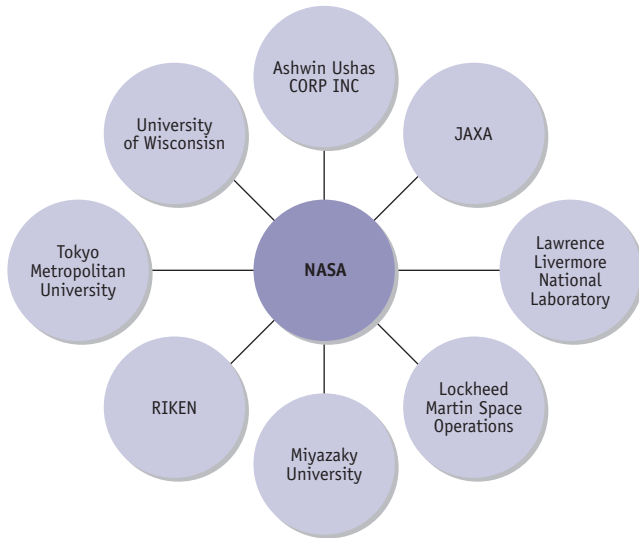 Ashwin Ushas
CORP INC
University
of Wisconsisn
JAXA
Tokyo
Metropolitan
University
NASA
Lawrence
Livermore
National
Laboratory
RIKEN
Lockheed
Martin Space
Operations
Miyazaky
University